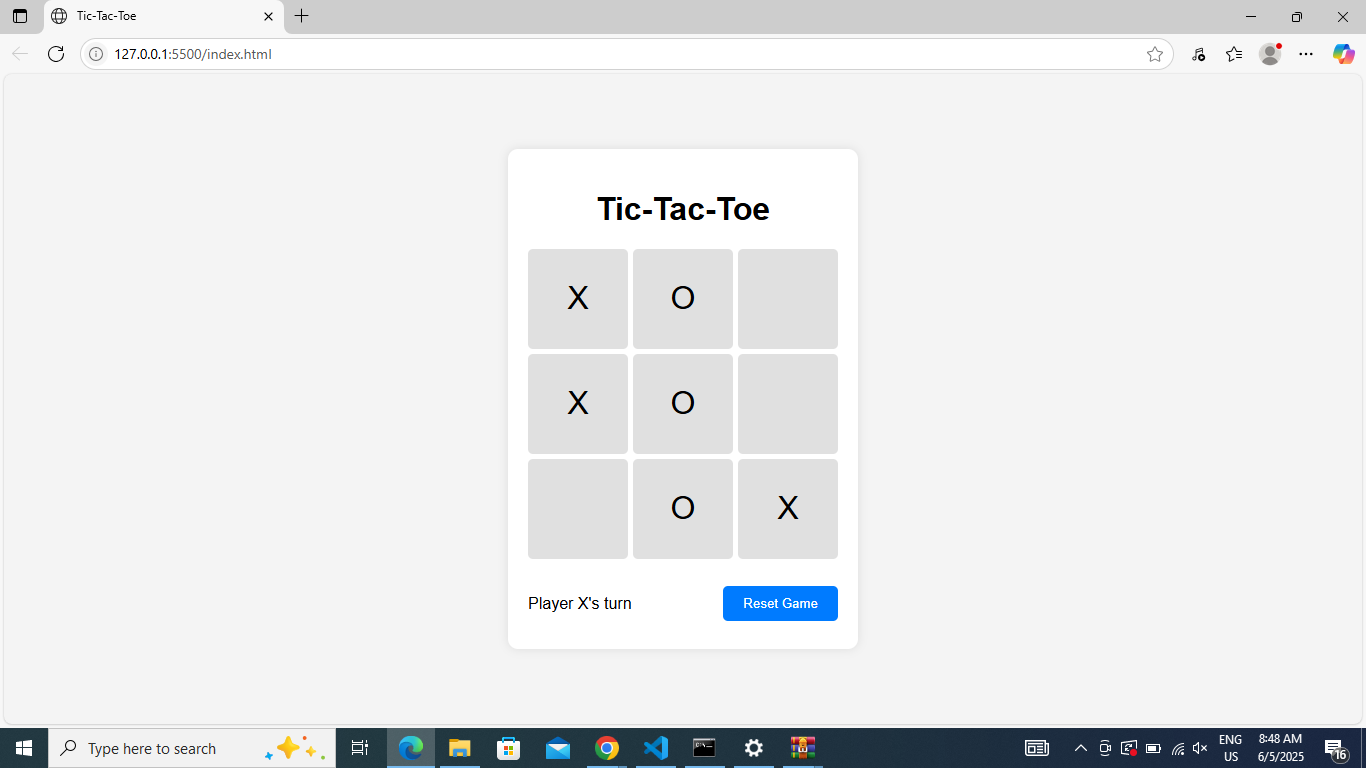 Tic-Tac-Toe
127.0.0.1:5500/index.html
Tic-Tac-Toe
X O
X O
O X
Player X's turn Reset Game
Type here to search
ENG
US
8:48 AM
6/5/2025
16